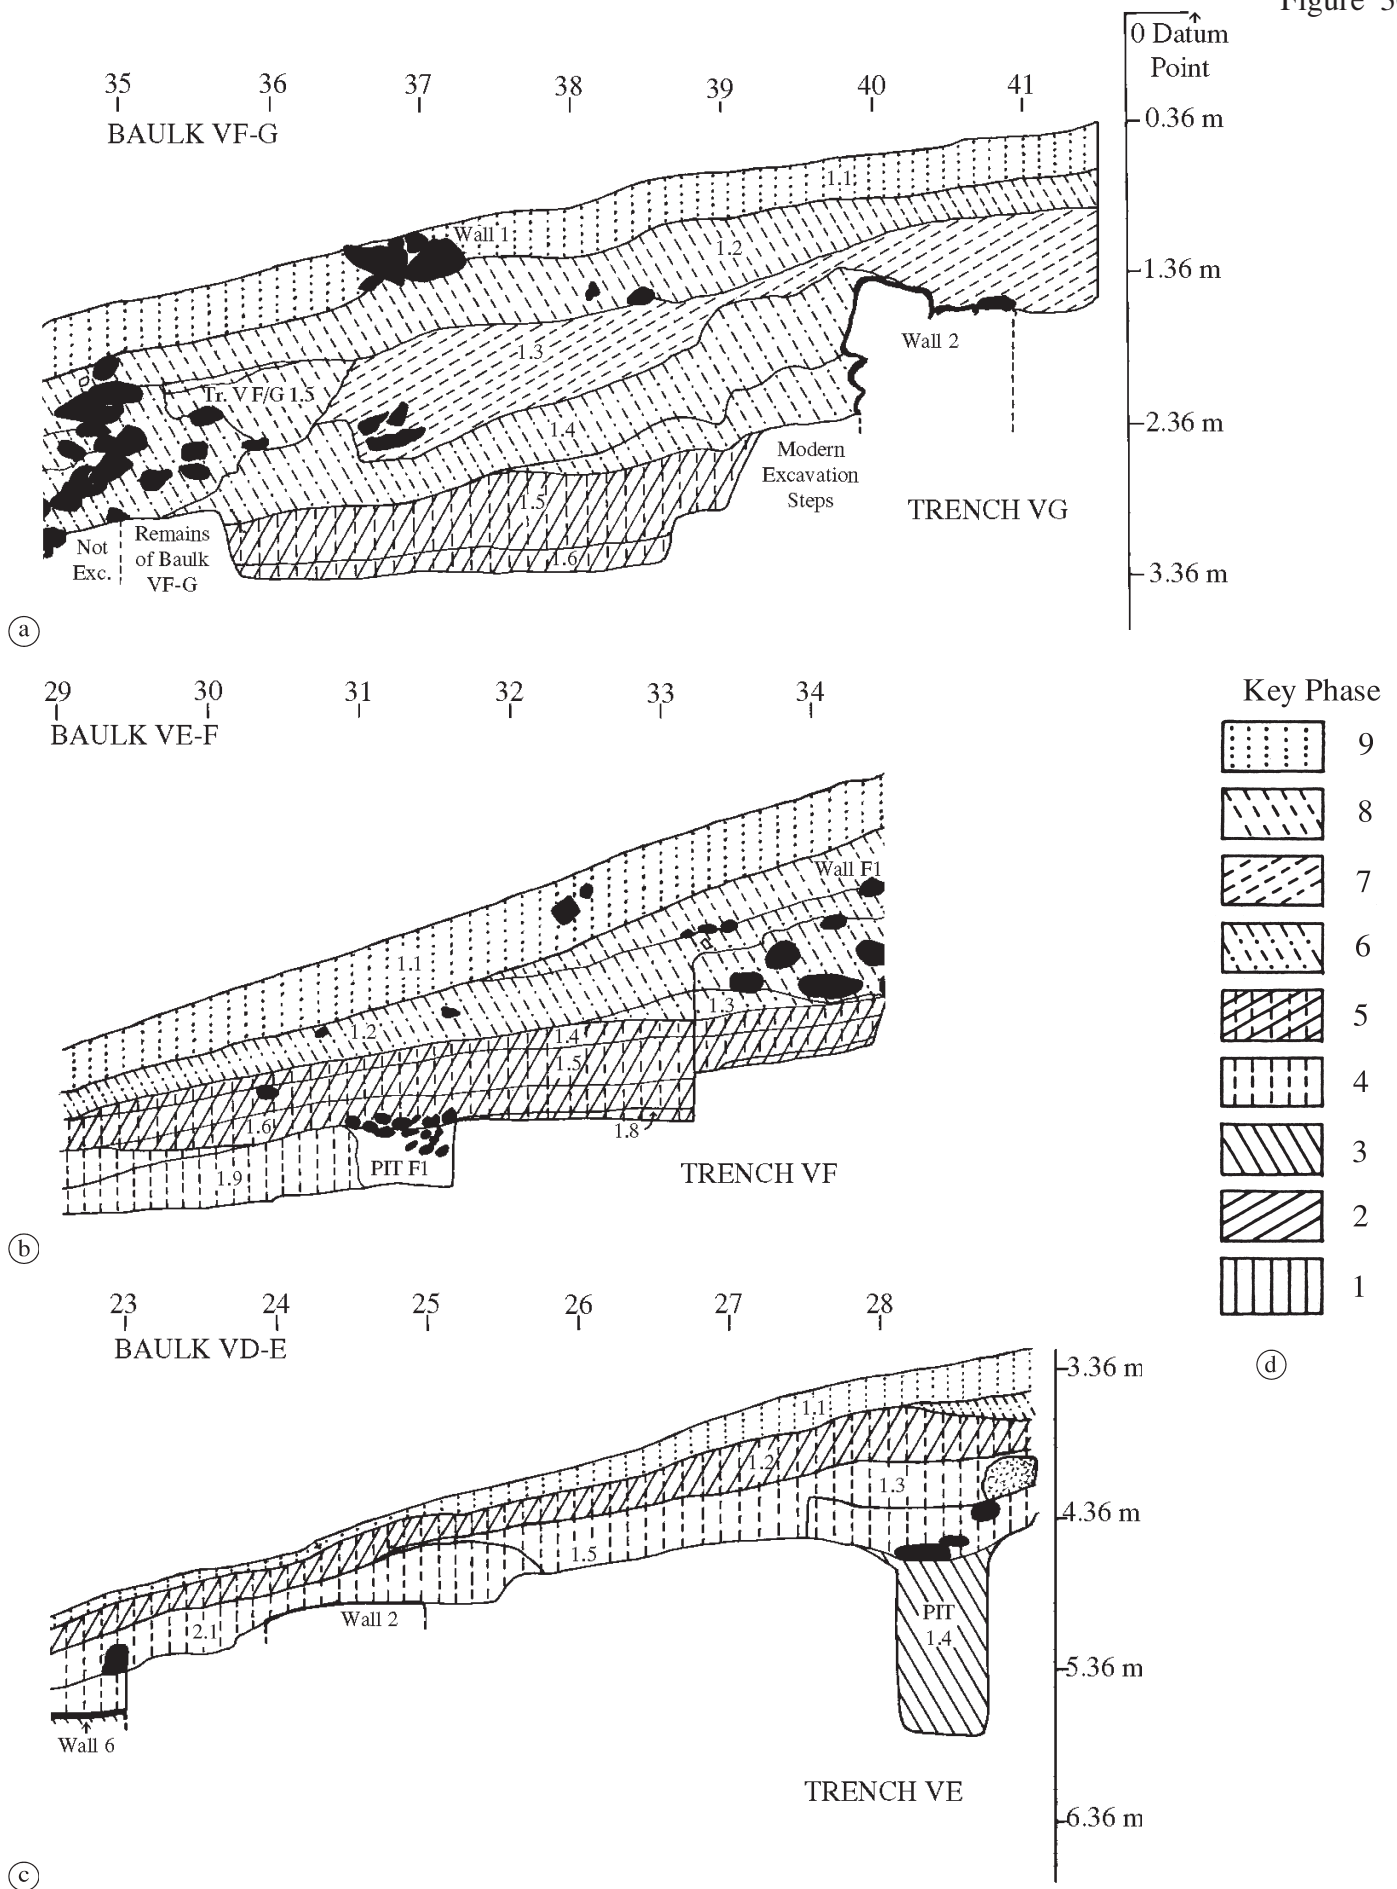 Figure 3
0 Datum
Point
35 36 37 38 39 40 41
BAULK VF-G
0.36 m
1.1
Wall 1
1.2
1.36 m
Wall 2
1.3
Tr. V F/G 1.5
2.36 m
1.4
Modern
Excavation
Steps
1.5
TRENCH VG
Not
Exc.
Remains
of Baulk
VF-G
1.6
3.36 m
a
29 30 31 32 33 34
BAULK VE-F
Wall F1
1.1
1.3
1.2
1.4
1.5
1.6
1.8
PIT F1
1.9
TRENCH VF
b
Key Phase
9
8
7
6
5
4
3
2
1
d
23 24 25 26 27 28
BAULK VD-E
3.36 m
1.1
1.2
1.3
4.36 m
1.5
Wall 2
PIT
1.4
2.1
5.36 m
Wall 6
TRENCH VE
6.36 m
c